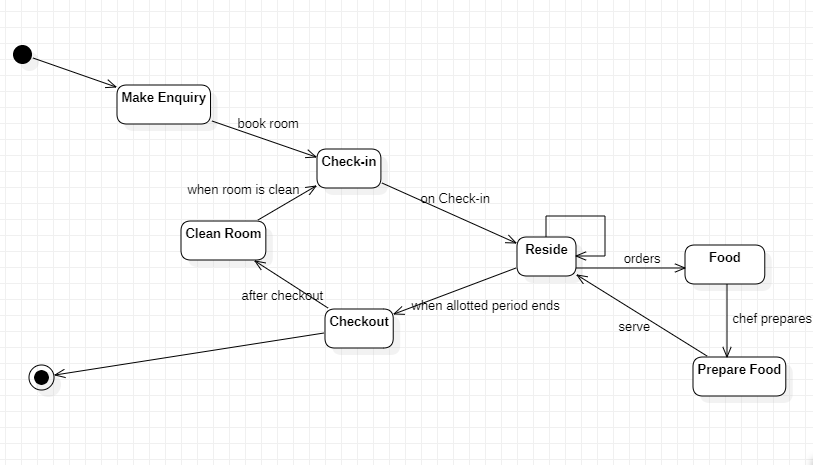 Make Enquiry
book room
Check-in
when room is clean
on Check-in
Clean Room
Reside
orders
Food
after checkout
when allotted period ends
Checkout
serve
chef prepares
Prepare Food